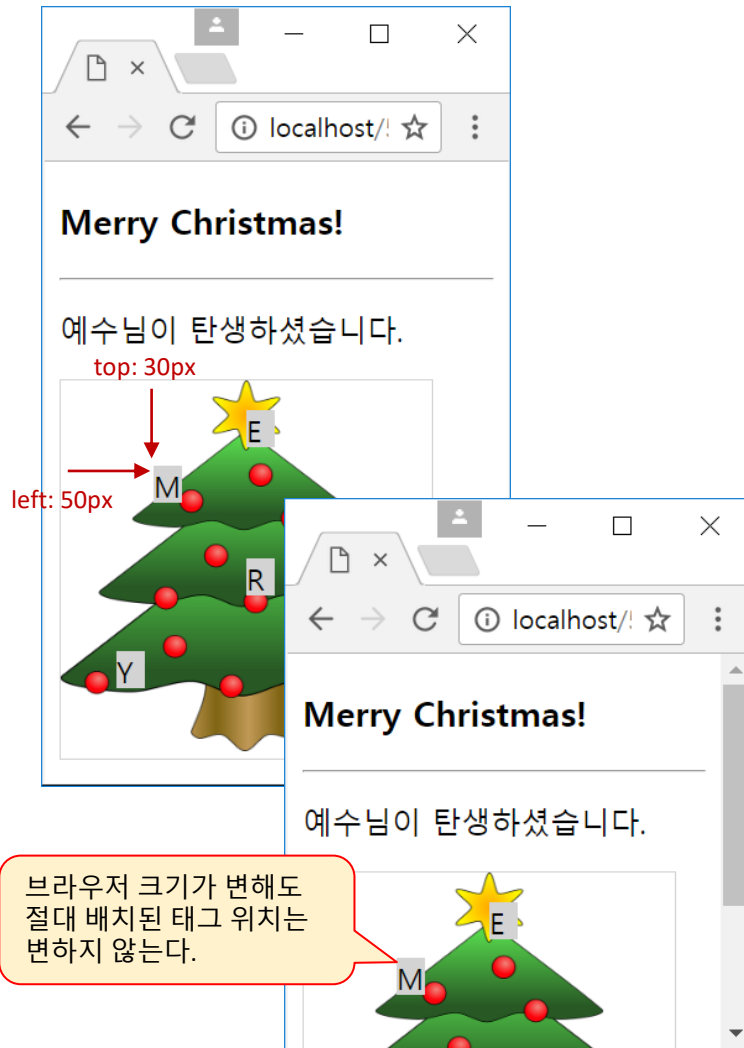 localhost/5
Merry Christmas!
예수님이 탄생하셨습니다.
top: 30px
E
M
left: 50px
R
Y
localhost/5
Merry Christmas!
예수님이 탄생하셨습니다.
E
M
브라우저 크기가 변해도
절대 배치된 태그 위치는
변하지 않는다.